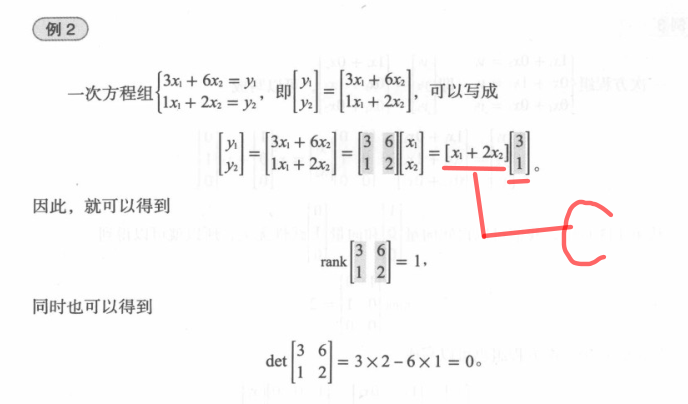 例 2
一次方程组{3x₁ + 6x₂ = y₁ 1x₁ + 2x₂ = y₂, 即[y₁ y₂] = [3x₁ + 6x₂ 1x₁ + 2x₂], 可以写成
[y₁ y₂] = [3x₁ + 6x₂ 1x₁ + 2x₂] = [3 6 1 2][x₁ x₂] = [x₁ + 2x₂][3 1]。
C
因此，就可以得到
rank[3 6 1 2] = 1,
同时也可以得到
det[3 6 1 2] = 3 × 2 − 6 × 1 = 0。